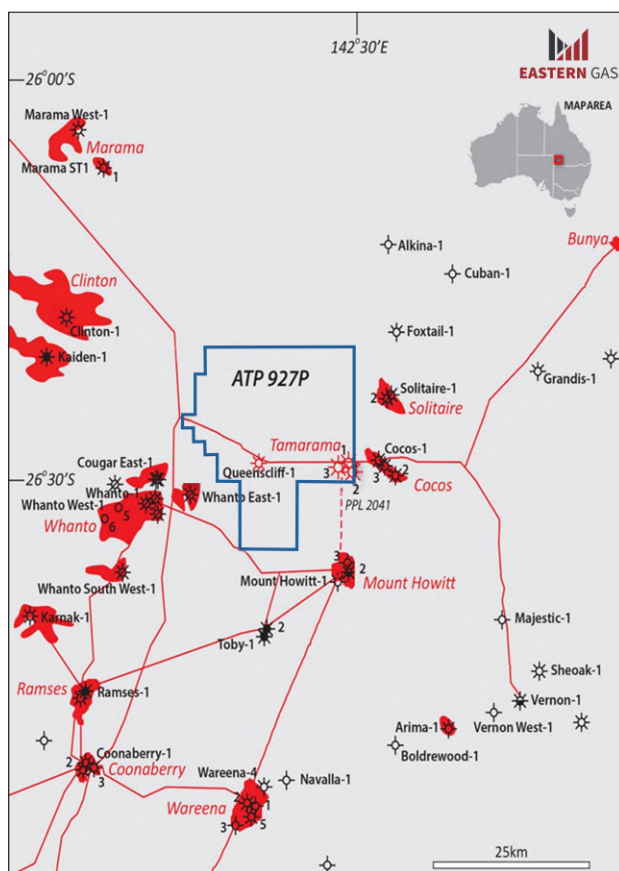 142°30'E
EASTERN GAS
26°00'S
MAPAREA
Marama West-1
Marama
Marama ST1
1
Alkina-1
Bunya
Cuban-1
Clinton
Clinton-1
Foxtail-1
Kaiden-1
ATP 927P
Grandis-1
Solitaire-1
2
Solitaire
Tamarama
1
3
2
Cocos-1
2
Cocos
Queenscliff-1
Cougar East-1
26°30'S
Whanto-1
Whanto East-1
PPL 2041
Whanto West-1
5
6
Whanto
3
2
Mount Howitt-1
Mount Howitt
Whanto South West-1
Karnak-1
2
Toby-1
Majestic-1
Sheoak-1
Ramses
Ramses-1
Vernon-1
Vernon West-1
Arima-1
Boldrewood-1
Coonaberry-1
2
3
Coonaberry
Wareena-4
Navalla-1
2
1
Wareena
3
5
25km